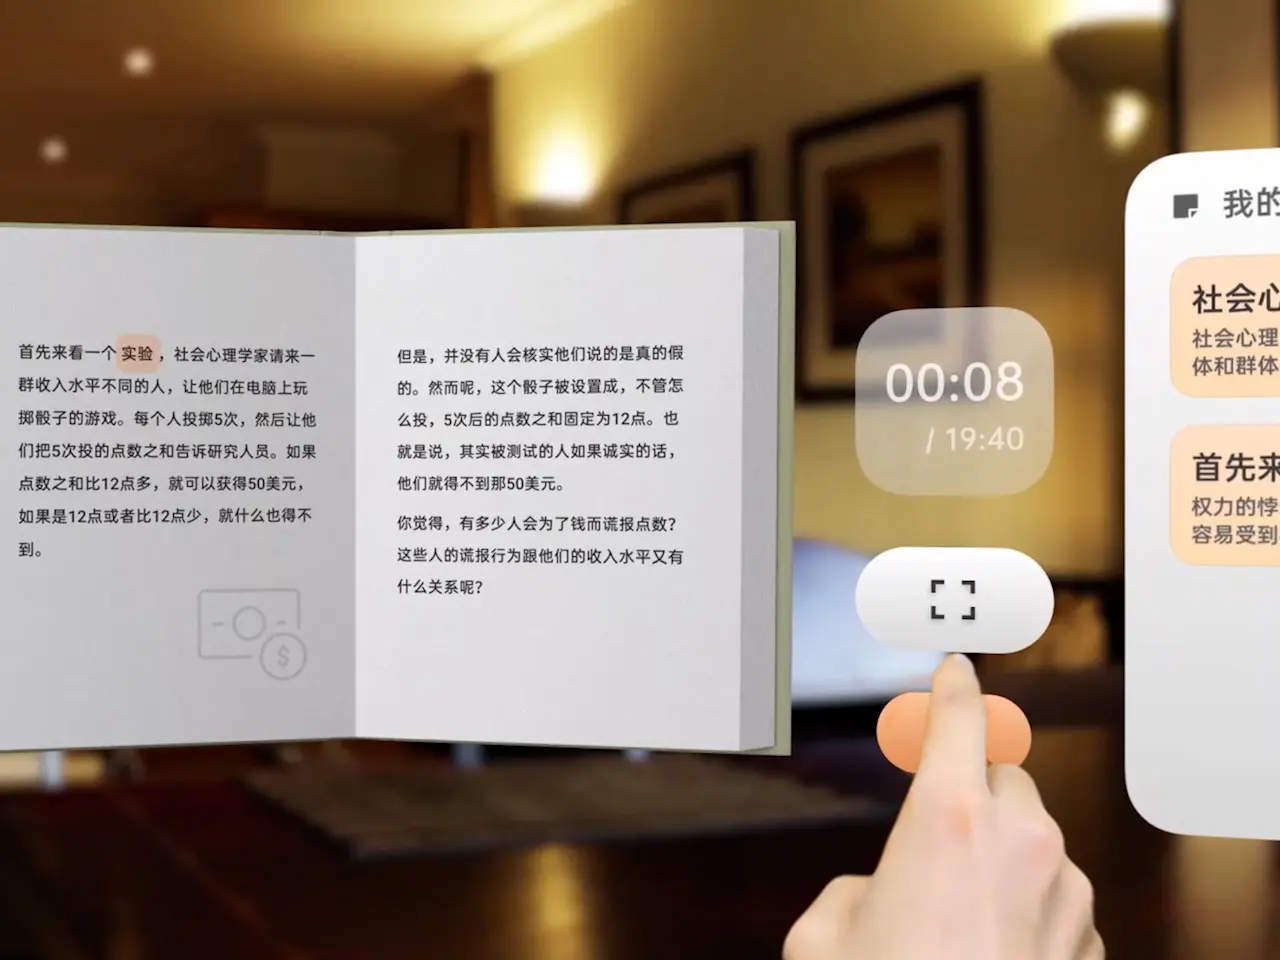 首先来看一个实验，社会心理学家请来一
群收入水平不同的人，让他们在电脑上玩
掷骰子的游戏。每个人投掷5次，然后让他
们把5次投的点数之和告诉研究人员。如果
点数之和比12点多，就可以获得50美元，
如果是12点或者比12点少，就什么也得不
到。
$
但是，并没有人会核实他们说的是真的假
的。然而呢，这个骰子被设置成，不管怎
么投，5次后的点数之和固定为12点。也
就是说，其实被测试的人如果诚实的话，
他们就得不到那50美元。
你觉得，有多少人会为了钱而谎报点数？
这些人的谎报行为跟他们的收入水平又有
什么关系呢？
00:08
/ 19:40
我的
社会心
社会心理
体和群体
首先来
权力的悖
容易受到